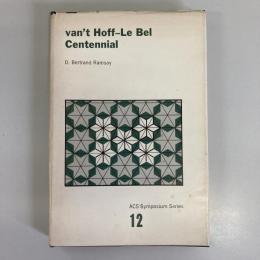 van't Hoff–Le Bel
Centennial
O. Bertrand Ramsay
ACS Symposium Series
12